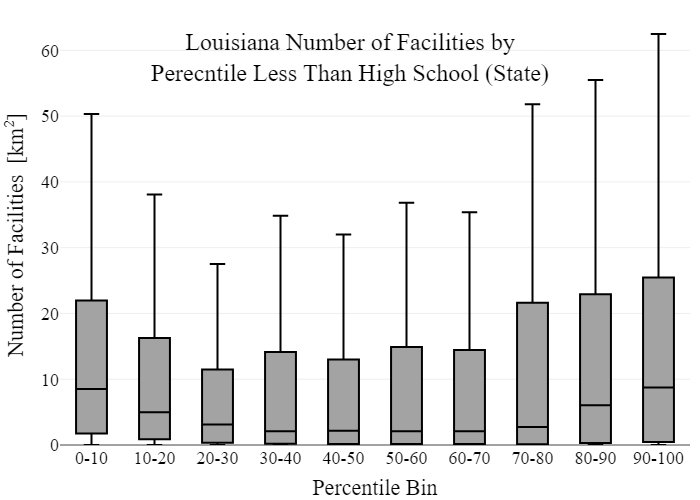 Louisiana Number of Facilities by
Perecntile Less Than High School (State)
Number of Facilities [km²]
60
50
40
30
20
10
0
0-10 10-20 20-30 30-40 40-50 50-60 60-70 70-80 80-90 90-100
Percentile Bin